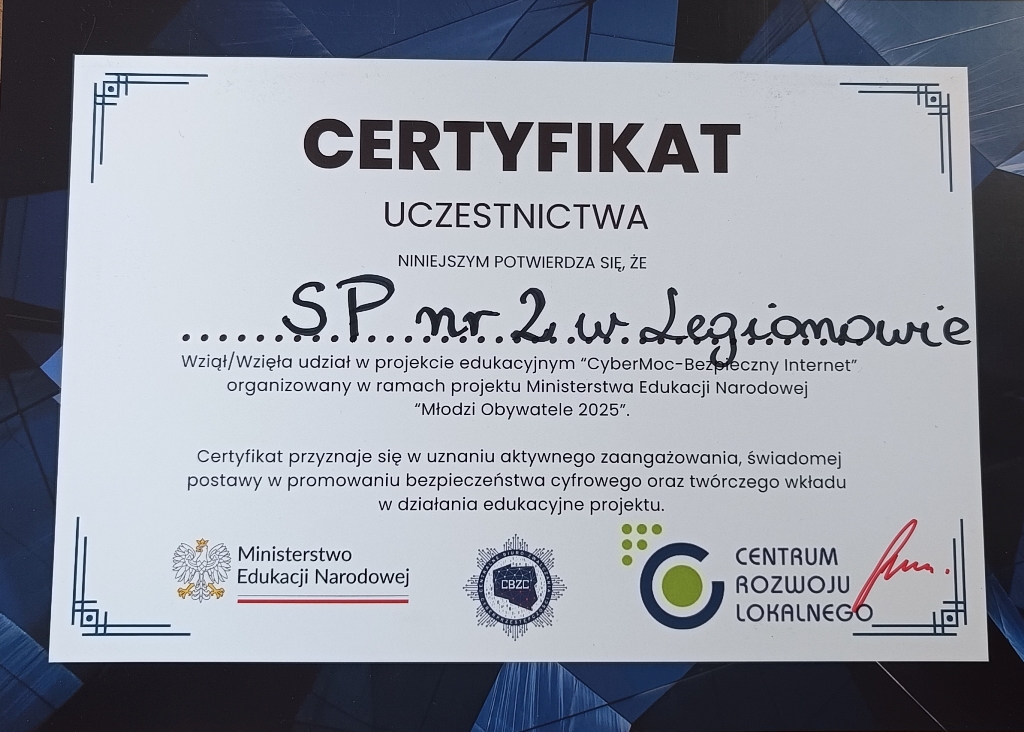 CERTYFIKAT
UCZESTNICTWA
NINIEJSZYM POTWIERDZA SIĘ, ŻE
SP nr 2 w Legionowie
Wziął/Wzięła udział w projekcie edukacyjnym “CyberMoc-Bezpieczny Internet”
organizowany w ramach projektu Ministerstwa Edukacji Narodowej
“Młodzi Obywatele 2025”.
Certyfikat przyznaje się w uznaniu aktywnego zaangażowania, świadomej
postawy w promowaniu bezpieczeństwa cyfrowego oraz twórczego wkładu
w działania edukacyjne projektu.
Ministerstwo
Edukacji Narodowej
CBZC
CENTRUM
ROZWOJU
LOKALNEGO